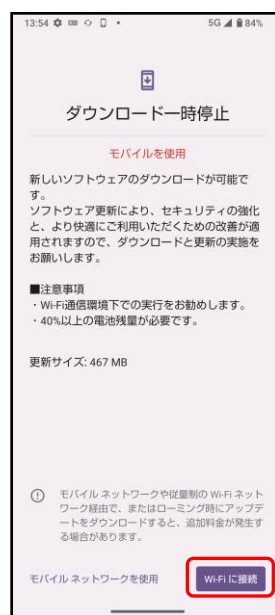 13:54 5G 84%
ダウンロード一時停止
モバイルを使用
新しいソフトウェアのダウンロードが可能で
す。
ソフトウェア更新により、セキュリティの強化
と、より快適にご利用いただくための改善が適
用されますので、ダウンロードと更新の実施を
お願いします。
■注意事項
・Wi-Fi通信環境下での実行をお勧めします。
・40%以上の電池残量が必要です。
更新サイズ: 467 MB
モバイル ネットワークや従量制の Wi-Fi ネット
ワーク経由で、またはローミング時にアップデ
ートをダウンロードすると、追加料金が発生す
る場合があります。
モバイル ネットワークを使用 Wi-Fi に接続